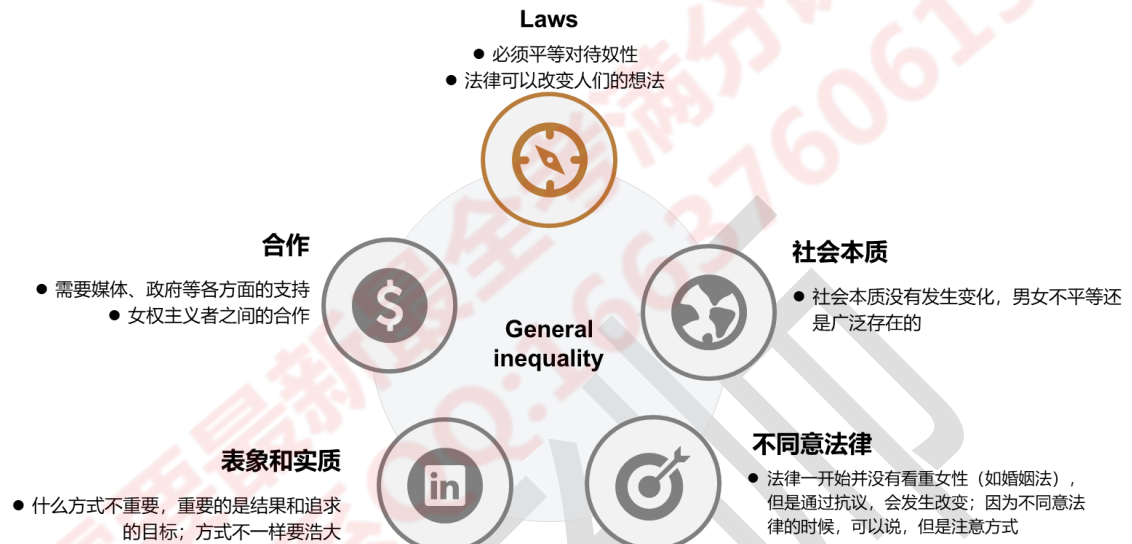 Laws
● 必须平等对待奴性
● 法律可以改变人们的想法
合作
● 需要媒体、政府等各方面的支持
● 女权主义者之间的合作
社会本质
● 社会本质没有发生变化，男女不平等还
是广泛存在的
General
inequality
表象和实质
● 什么方式不重要，重要的是结果和追求
的目标；方式不一样要浩大
in
不同意法律
● 法律一开始并没有看重女性（如婚姻法），
但是通过抗议，会发生改变；因为不同意法
律的时候，可以说，但是注意方式